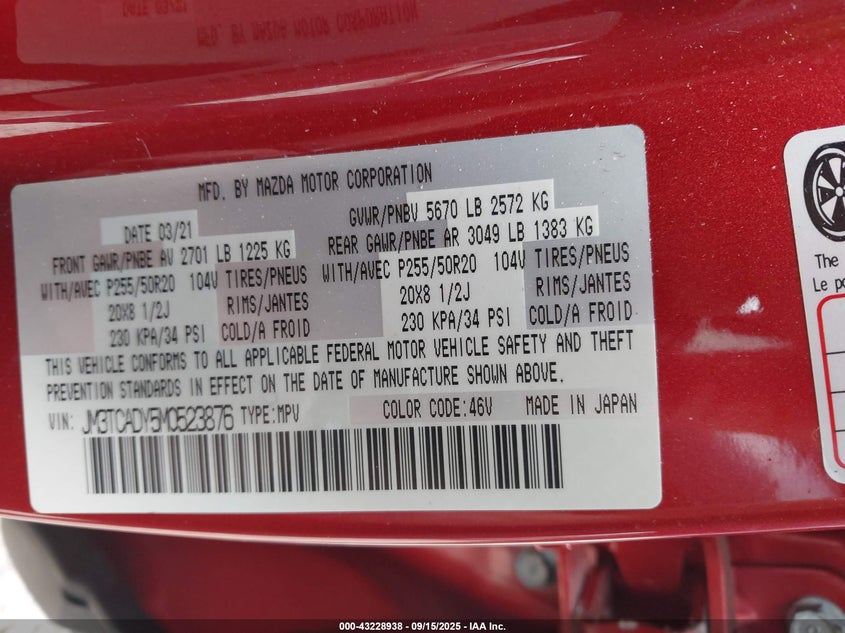 MFD. BY MAZDA MOTOR CORPORATION
DATE 03/21
GVWR/PNBV 5670 LB 2572 KG
FRONT GAWR/PNBE AV 2701 LB 1225 KG
REAR GAWR/PNBE AR 3049 LB 1383 KG
WITH/AVEC P255/50R20 104V TIRES/PNEUS
WITH/AVEC P255/50R20 104V TIRES/PNEUS
20X8 1/2J RIMS/JANTES
20X8 1/2J RIMS/JANTES
230 KPA/34 PSI COLD/A FROID
230 KPA/34 PSI COLD/A FROID
THIS VEHICLE CONFORMS TO ALL APPLICABLE FEDERAL MOTOR VEHICLE SAFETY AND THEFT
PREVENTION STANDARDS IN EFFECT ON THE DATE OF MANUFACTURE SHOWN ABOVE.
VIN: JM3TCADY5M0523876 TYPE:MPV COLOR CODE:46V MADE IN JAPAN
The
Le
000-43228938 - 09/15/2025 - IAA Inc.